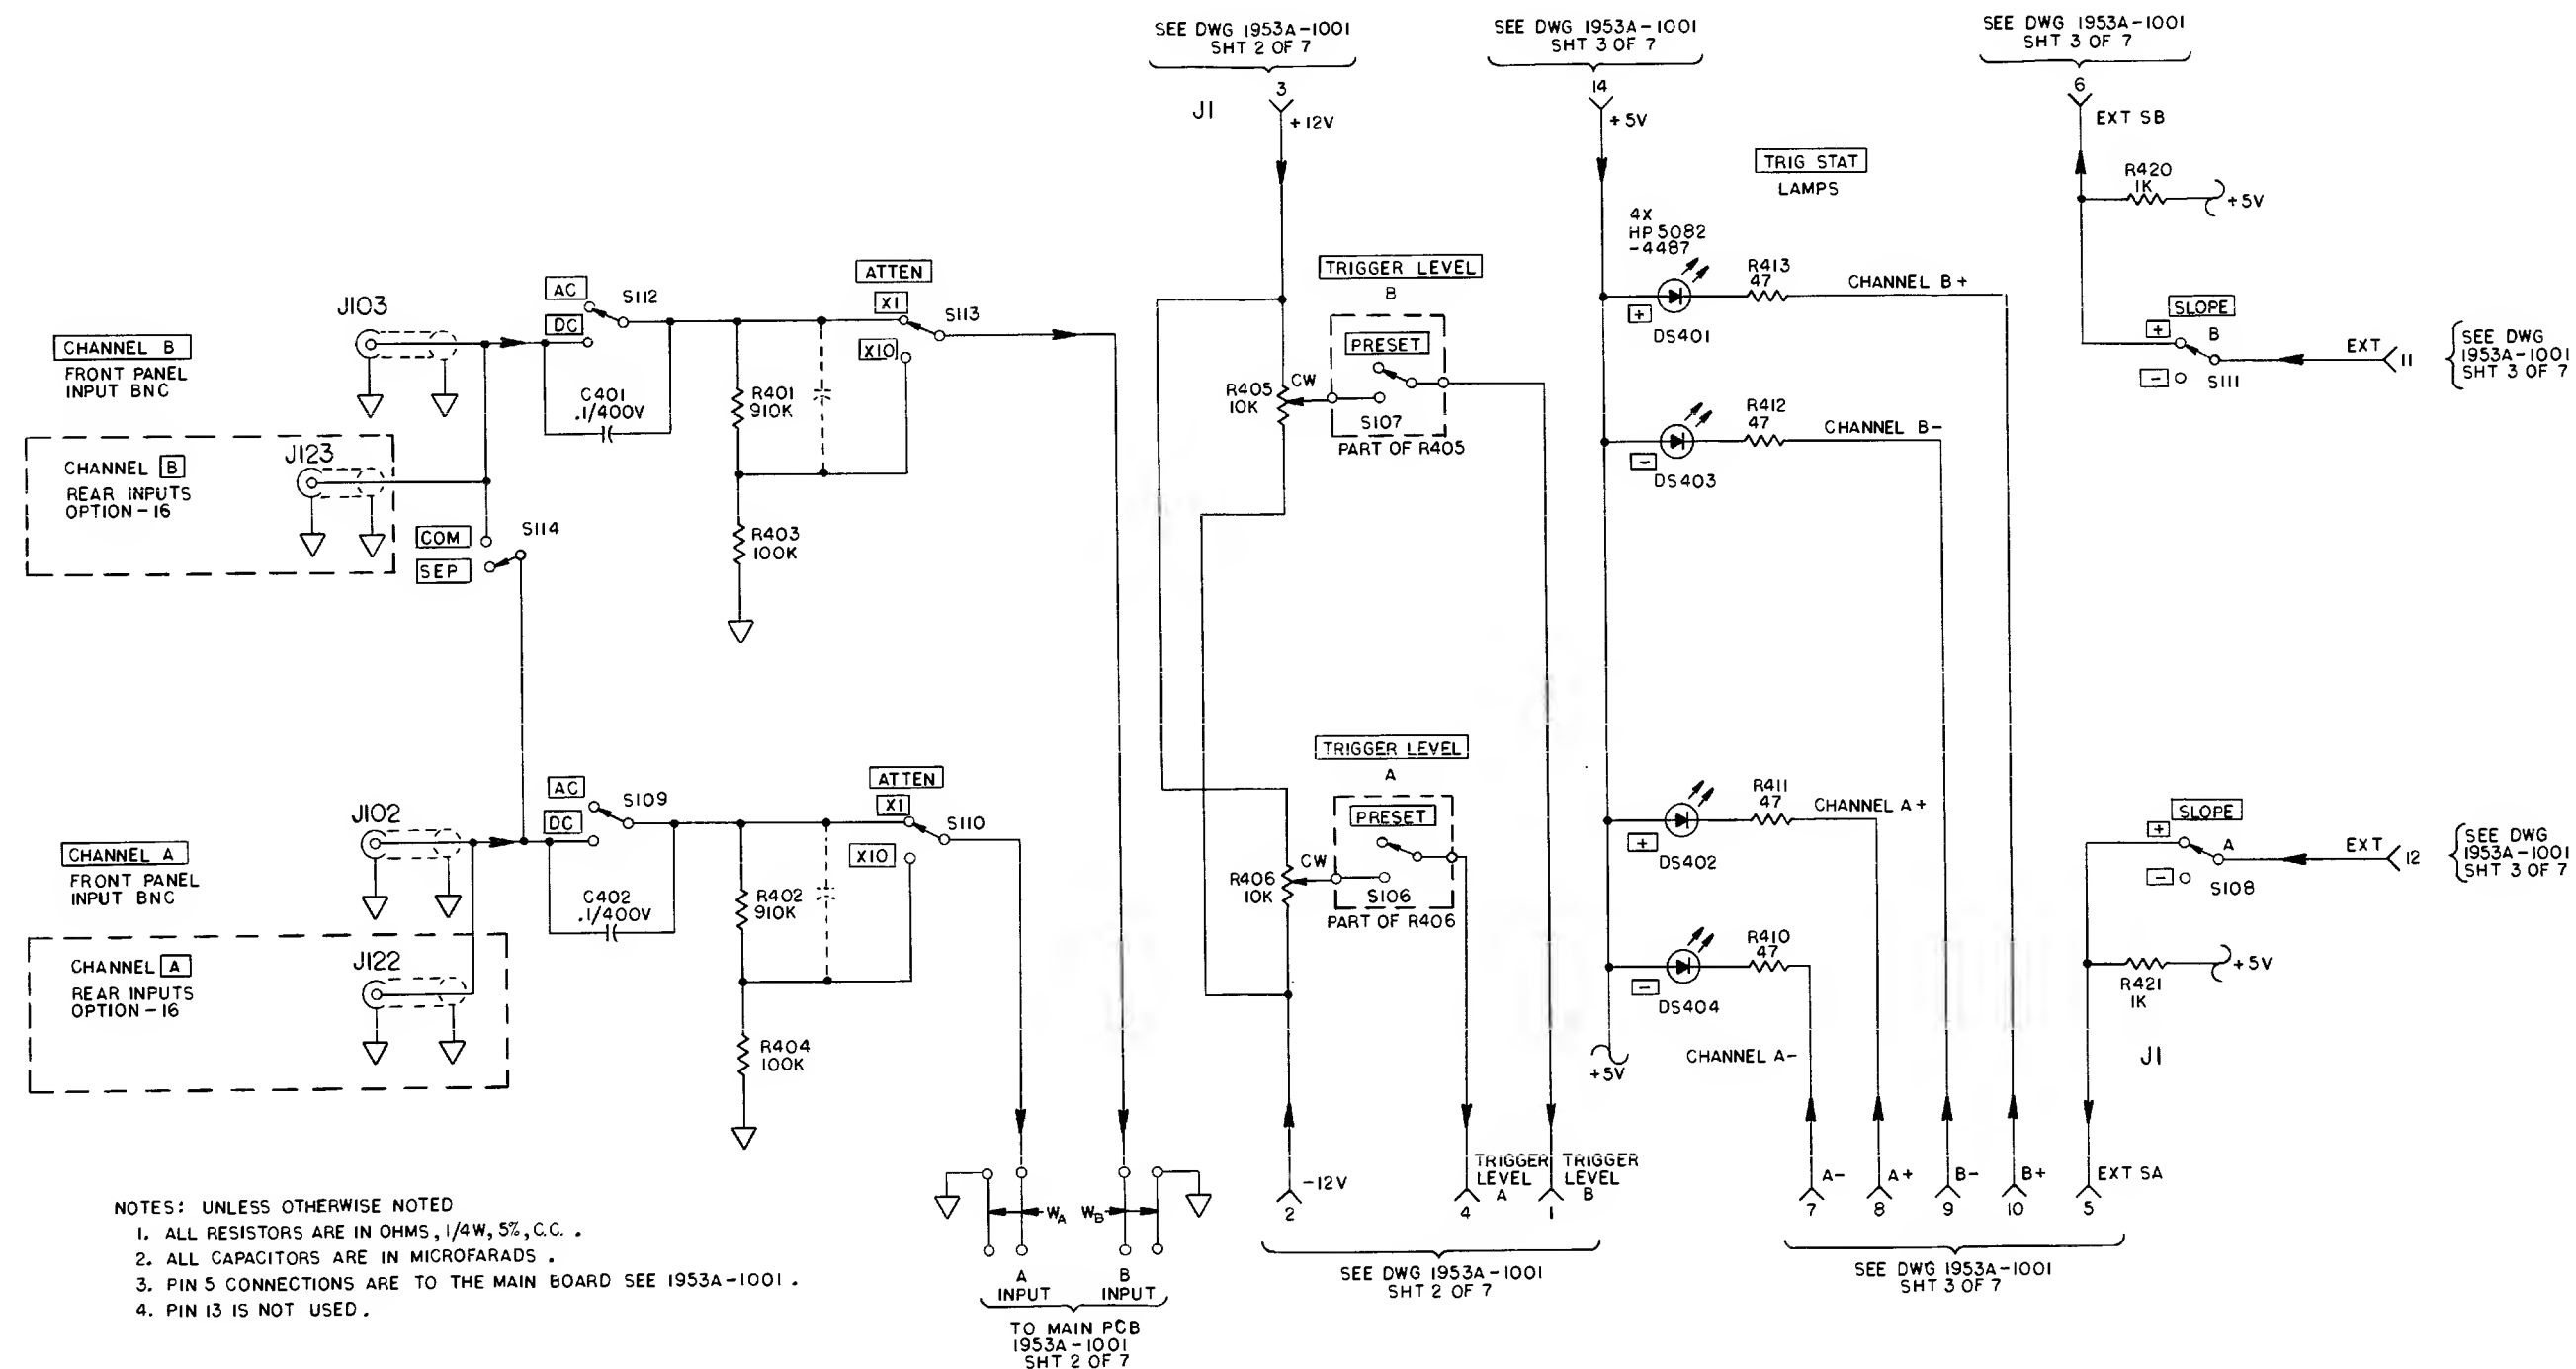 SEE DWG 1953A-1001
SHT 2 OF 7
3
J1
+12V
SEE DWG 1953A-1001
SHT 3 OF 7
14
+5V
SEE DWG 1953A-1001
SHT 3 OF 7
6
EXT SB
R420
1K
+5V
TRIG STAT
LAMPS
4X
HP 5082
-4487
R413
47
CHANNEL B+
+
DS401
R412
47
CHANNEL B-
-
DS403
SLOPE
+
B
-
S111
EXT
11
SEE DWG
1953A-1001
SHT 3 OF 7
CHANNEL B
FRONT PANEL
INPUT BNC
J103
AC
DC
S112
C401
.1/400V
R401
910K
ATTEN
X1
X10
S113
R403
100K
CHANNEL B
REAR INPUTS
OPTION-16
J123
COM
SEP
S114
TRIGGER LEVEL
B
PRESET
R405
10K
CW
S107
PART OF R405
TRIGGER LEVEL
A
PRESET
R406
10K
CW
S106
PART OF R406
CHANNEL A
FRONT PANEL
INPUT BNC
J102
AC
DC
S109
C402
.1/400V
R402
910K
ATTEN
X1
X10
S110
R404
100K
CHANNEL A
REAR INPUTS
OPTION-16
J122
R411
47
CHANNEL A+
+
DS402
R410
47
-
DS404
CHANNEL A-
+5V
SLOPE
+
A
-
S108
EXT
12
SEE DWG
1953A-1001
SHT 3 OF 7
+5V
R421
1K
J1
-12V
2
TRIGGER
LEVEL
A
4
TRIGGER
LEVEL
B
1
A-
7
A+
8
B-
9
B+
10
EXT SA
5
WA
WB
A
INPUT
B
INPUT
TO MAIN PCB
1953A-1001
SHT 2 OF 7
SEE DWG 1953A-1001
SHT 2 OF 7
SEE DWG 1953A-1001
SHT 3 OF 7
NOTES: UNLESS OTHERWISE NOTED
1. ALL RESISTORS ARE IN OHMS, 1/4W, 5%, C.C. .
2. ALL CAPACITORS ARE IN MICROFARADS .
3. PIN 5 CONNECTIONS ARE TO THE MAIN BOARD SEE 1953A-1001 .
4. PIN 13 IS NOT USED .